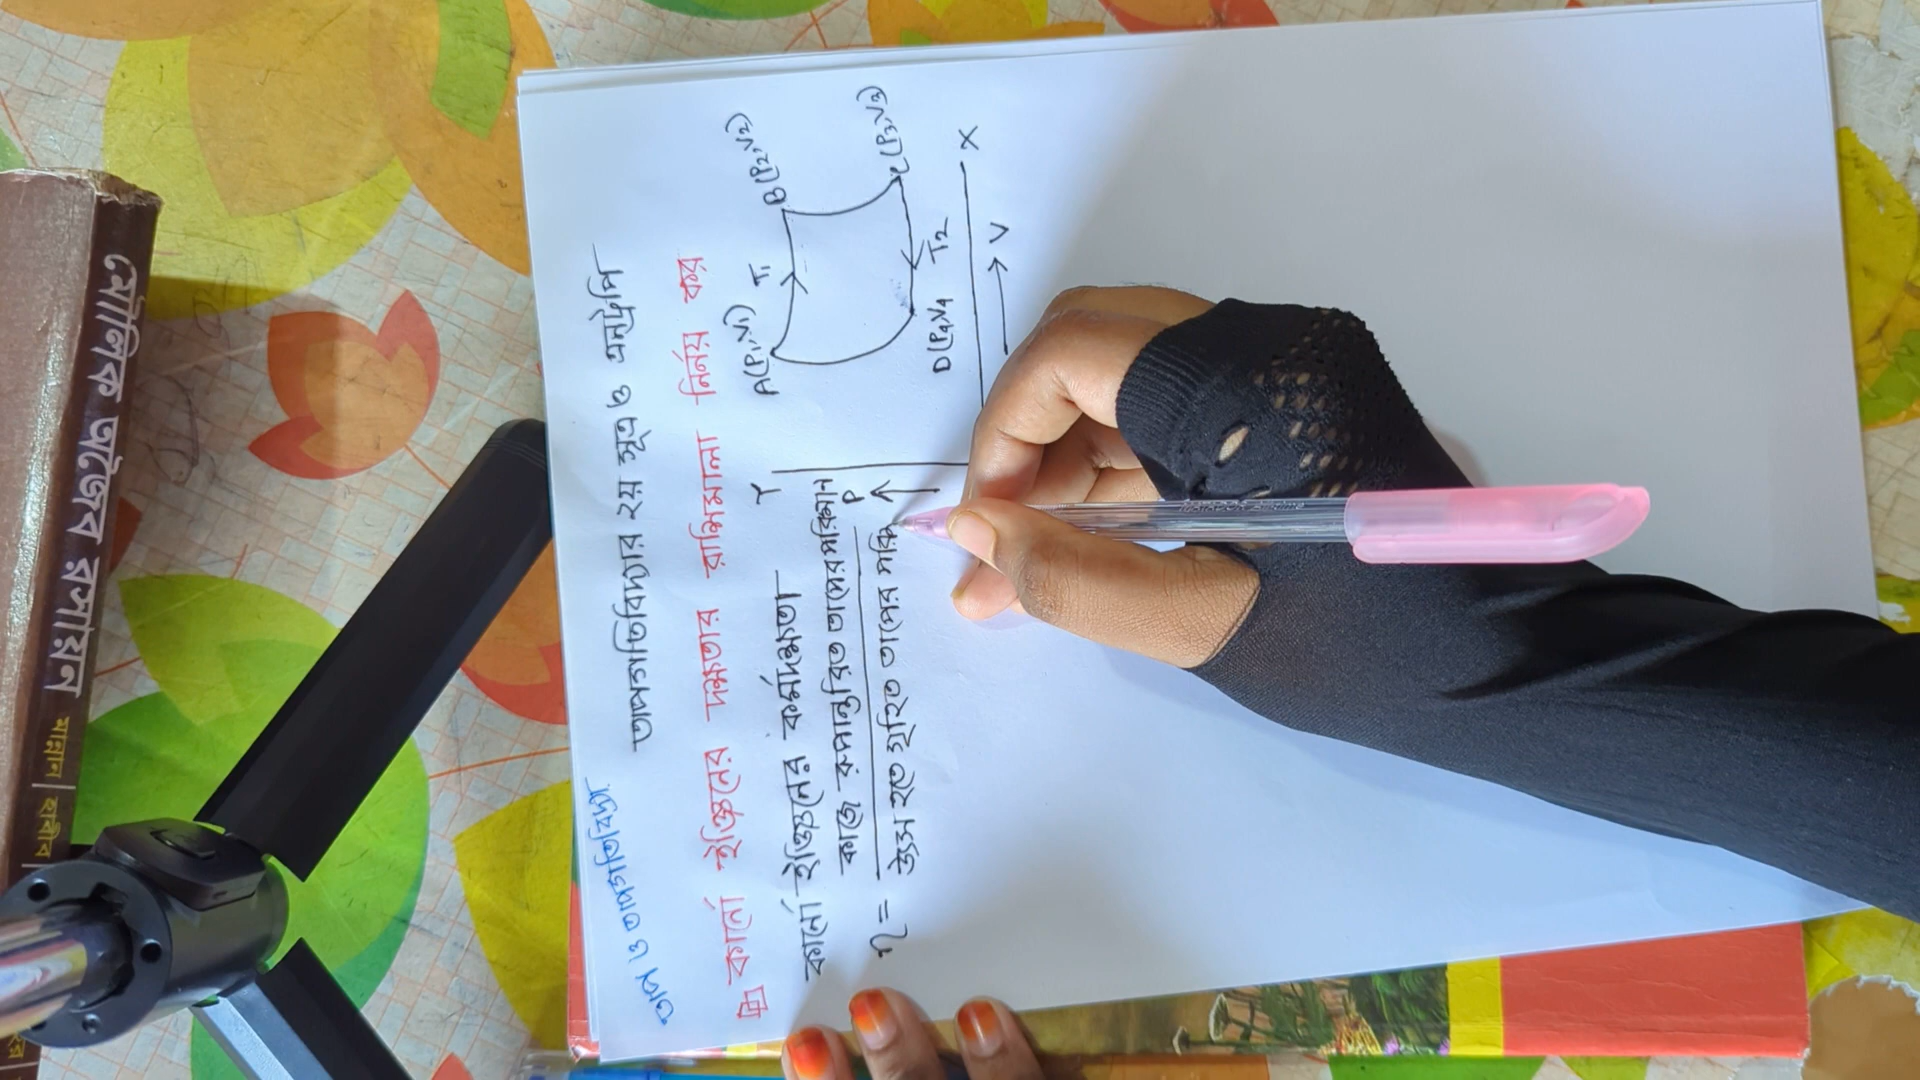 তাপ ও তাপগতিবিদ্যা
তাপগতিবিদ্যার ২য় সূত্র ও এনট্রপি
কার্নো ইঞ্জিনের দক্ষতার রাশিমালা নির্ণয় কর
কার্নো ইঞ্জিনের কর্মদক্ষতা
η = কাজে রূপান্তরিত তাপের পরিমাণ
উৎস হতে গৃহিত তাপের
Y
P
A(P₁,V₁)
T₁
B(P₂,V₂)
C(P₃,V₃)
D(P₄,V₄
T₂
X
→ V
মৌলিক অজৈব রসায়ন
মান্নান | হাবীব